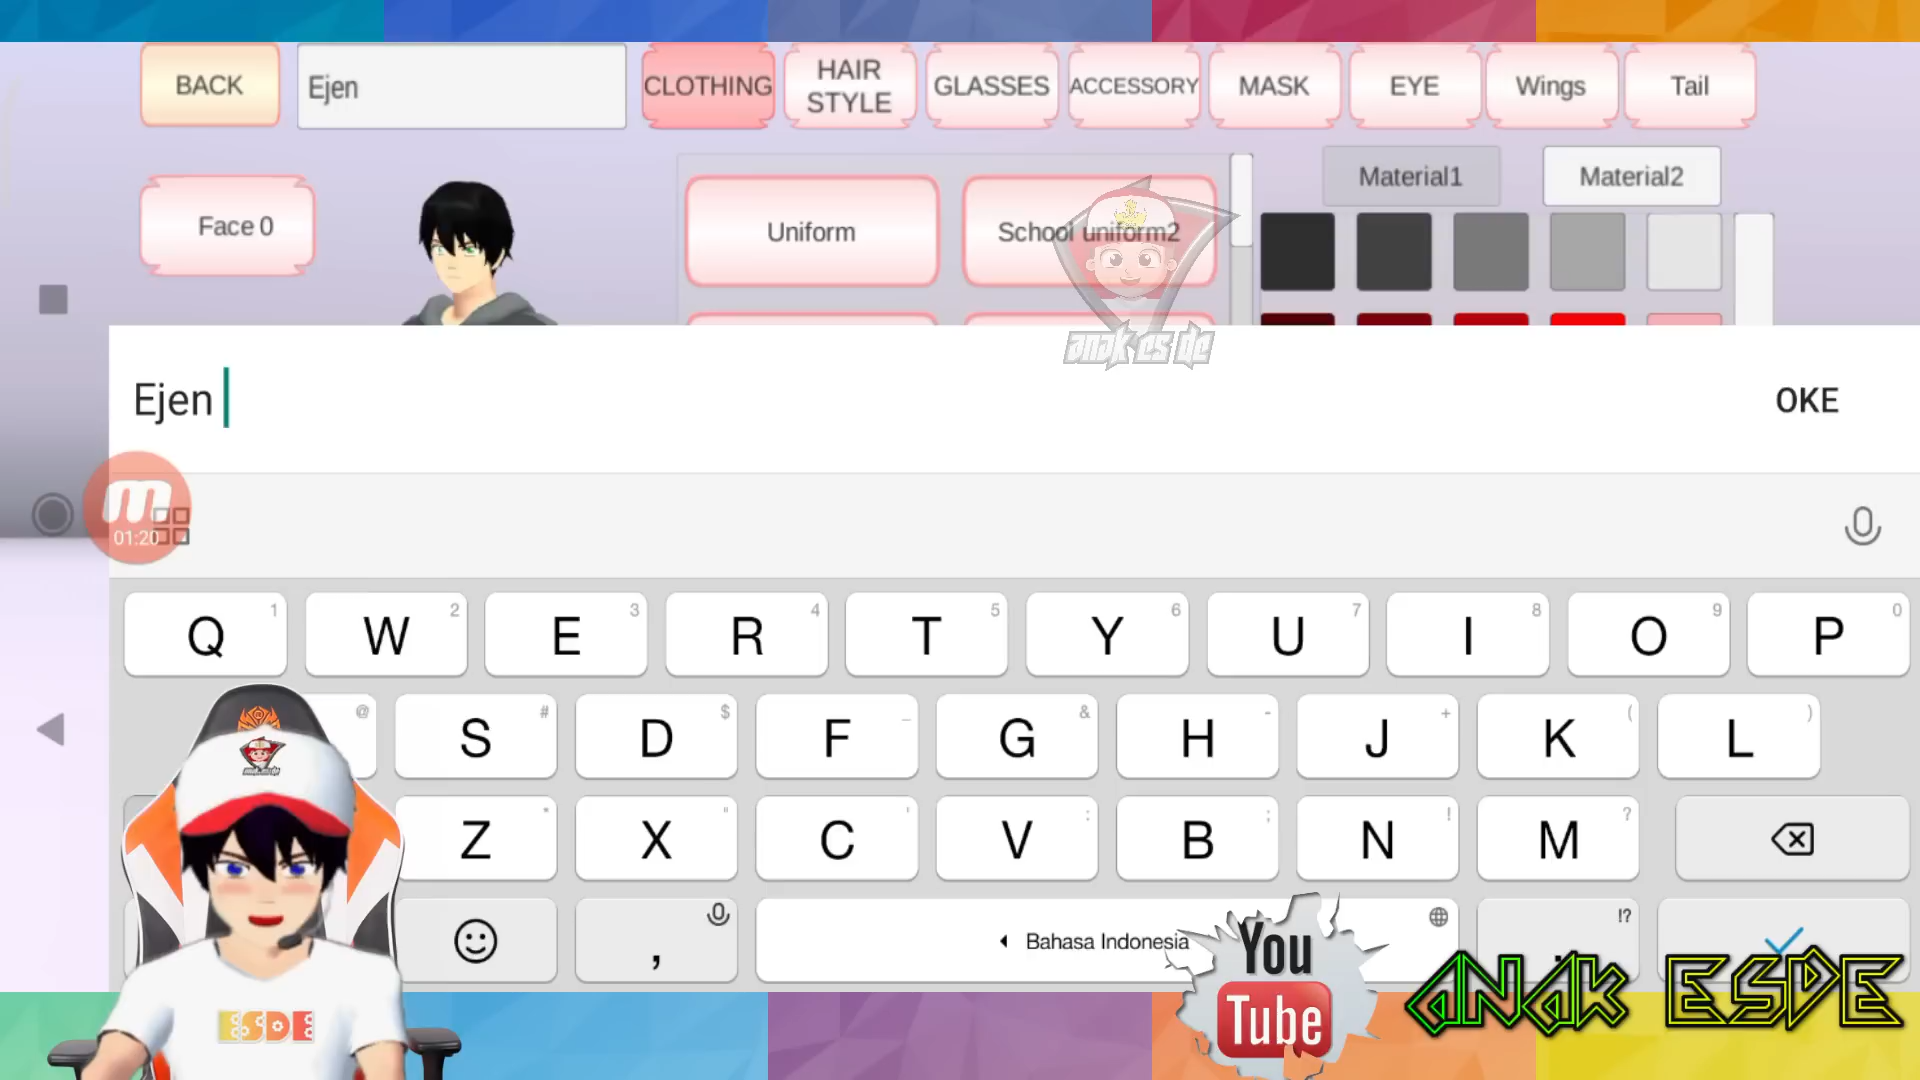 BACK
Ejen
CLOTHING
HAIR
STYLE
GLASSES
ACCESSORY
MASK
EYE
Wings
Tail
Face 0
Uniform
School uniform2
Material1
Material2
ANAK ES DE
Ejen
OKE
01:20
Q 1 W 2 E 3 R 4 T 5 Y 6 U 7 I 8 O 9 P 0
@ S # D $ F _ G & H - J + K ( L )
Z * X " C ' V : B ; N ! M ?
, Bahasa Indonesia . !?
You
Tube
ANAK ESDE
ESDE